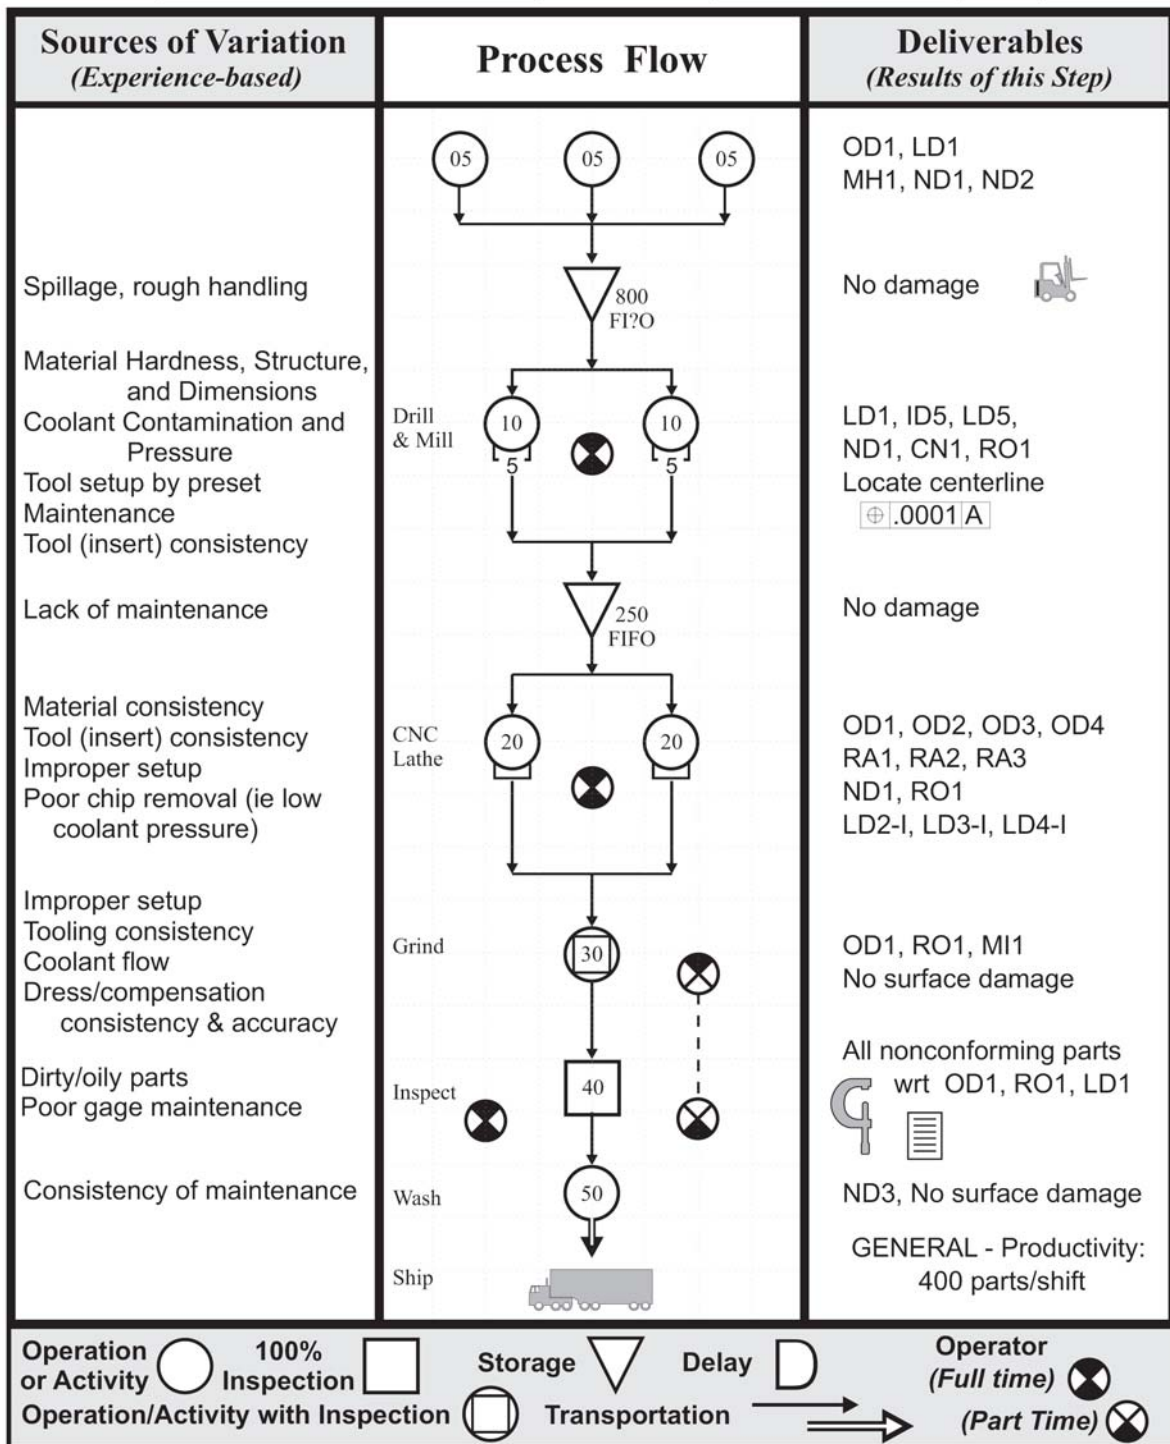 Sources of Variation
(Experience-based)
Process Flow
Deliverables
(Results of this Step)
05
05
05
OD1, LD1
MH1, ND1, ND2
Spillage, rough handling
800
FI?O
No damage
Material Hardness, Structure,
and Dimensions
Coolant Contamination and
Pressure
Tool setup by preset
Maintenance
Tool (insert) consistency
Drill
& Mill
10
10
5
5
LD1, ID5, LD5,
ND1, CN1, RO1
Locate centerline
⌖ .0001 A
Lack of maintenance
250
FIFO
No damage
Material consistency
Tool (insert) consistency
Improper setup
Poor chip removal (ie low
coolant pressure)
CNC
Lathe
20
20
OD1, OD2, OD3, OD4
RA1, RA2, RA3
ND1, RO1
LD2-I, LD3-I, LD4-I
Improper setup
Tooling consistency
Coolant flow
Dress/compensation
consistency & accuracy
Grind
30
OD1, RO1, MI1
No surface damage
Dirty/oily parts
Poor gage maintenance
Inspect
40
All nonconforming parts
wrt OD1, RO1, LD1
Consistency of maintenance
Wash
50
ND3, No surface damage
Ship
GENERAL - Productivity:
400 parts/shift
Operation
or Activity
100%
Inspection
Storage
Delay
Operator
(Full time)
Operation/Activity with Inspection
Transportation
(Part Time)